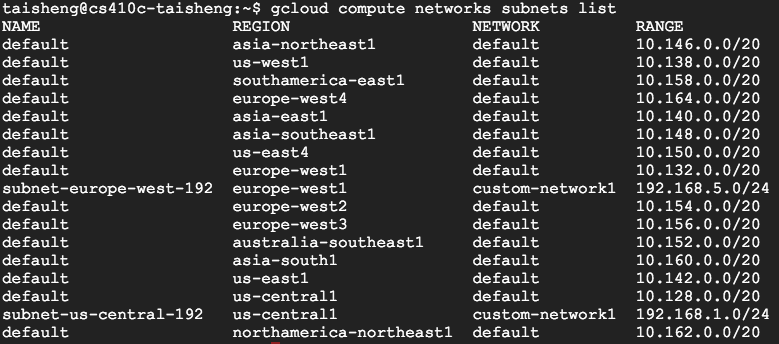 taisheng@cs410c-taisheng:~$ gcloud compute networks subnets list
NAME REGION NETWORK RANGE
default asia-northeast1 default 10.146.0.0/20
default us-west1 default 10.138.0.0/20
default southamerica-east1 default 10.158.0.0/20
default europe-west4 default 10.164.0.0/20
default asia-east1 default 10.140.0.0/20
default asia-southeast1 default 10.148.0.0/20
default us-east4 default 10.150.0.0/20
default europe-west1 default 10.132.0.0/20
subnet-europe-west-192 europe-west1 custom-network1 192.168.5.0/24
default europe-west2 default 10.154.0.0/20
default europe-west3 default 10.156.0.0/20
default australia-southeast1 default 10.152.0.0/20
default asia-south1 default 10.160.0.0/20
default us-east1 default 10.142.0.0/20
default us-central1 default 10.128.0.0/20
subnet-us-central-192 us-central1 custom-network1 192.168.1.0/24
default northamerica-northeast1 default 10.162.0.0/20